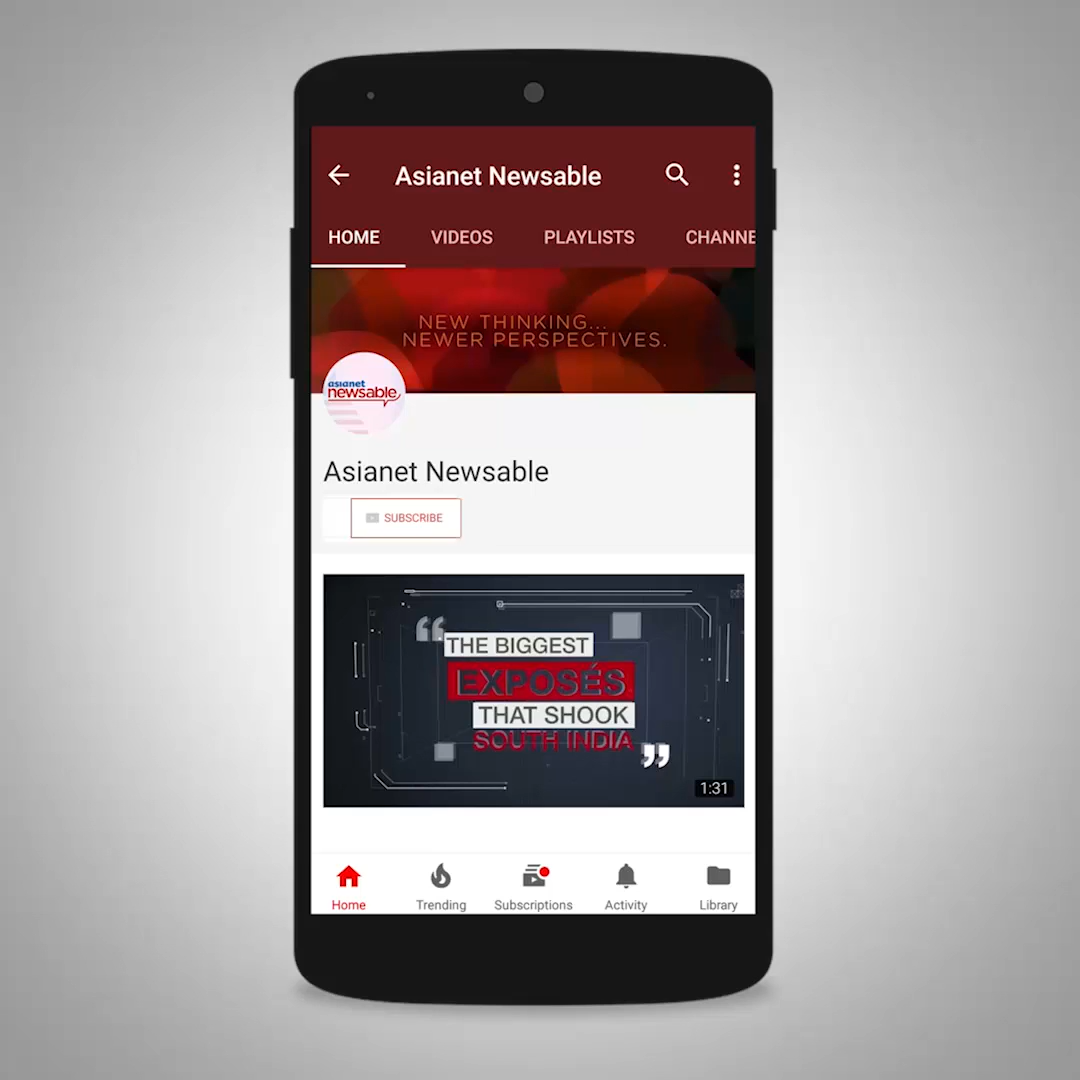 Asianet Newsable
HOME VIDEOS PLAYLISTS CHANNE
NEW THINKING...
NEWER PERSPECTIVES.
asianet
newsable
Asianet Newsable
SUBSCRIBE
“ THE BIGGEST
EXPOSÉS
THAT SHOOK
SOUTH INDIA ”
1:31
Home Trending Subscriptions Activity Library